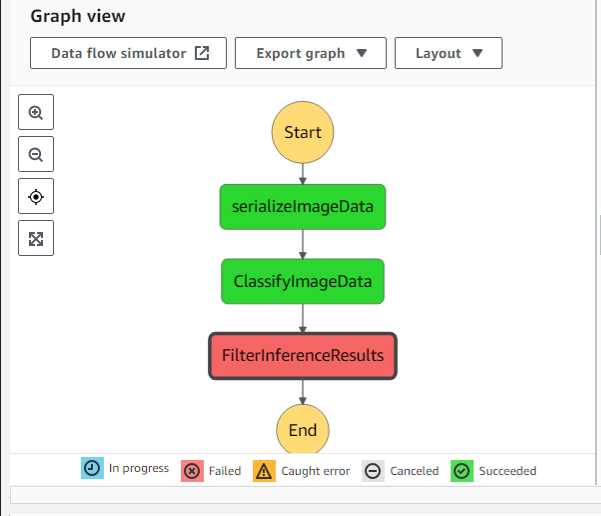 Graph view
Data flow simulator
Export graph
Layout
Start
serializeImageData
ClassifyImageData
FilterInferenceResults
End
In progress
Failed
Caught error
Canceled
Succeeded